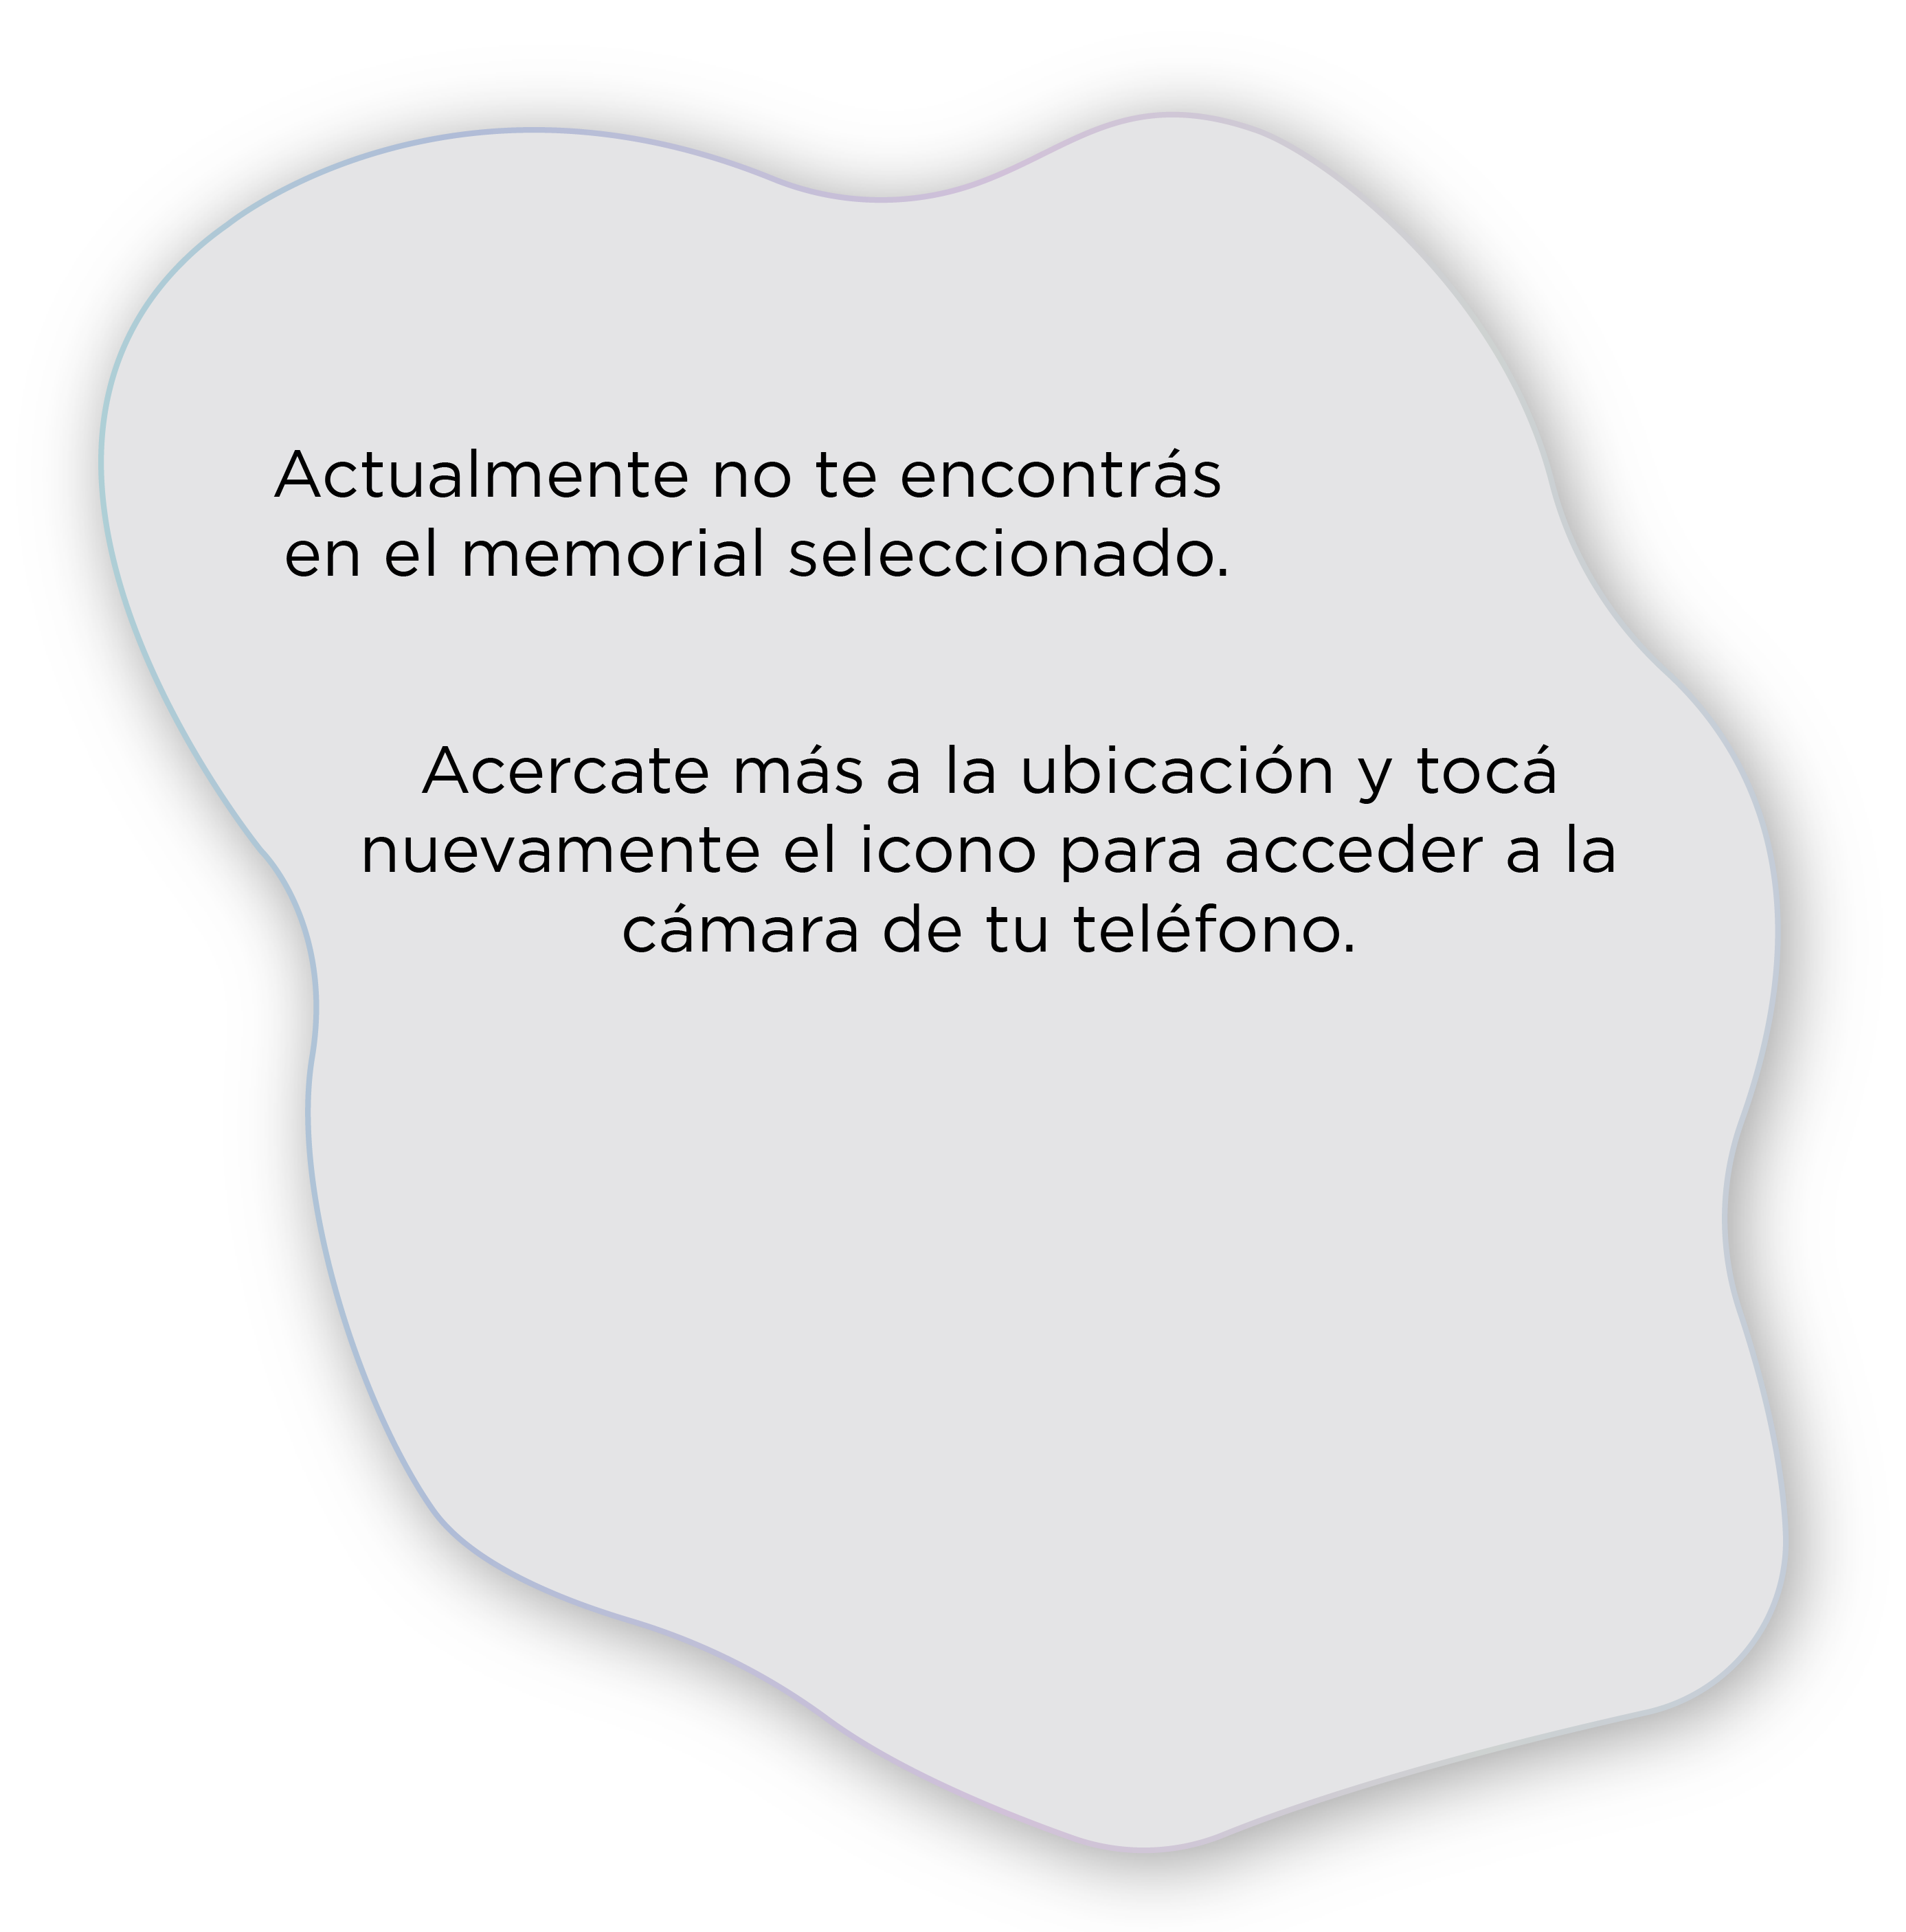 Actualmente no te encontrás
en el memorial seleccionado.
Acercate más a la ubicación y tocá
nuevamente el icono para acceder a la
cámara de tu teléfono.